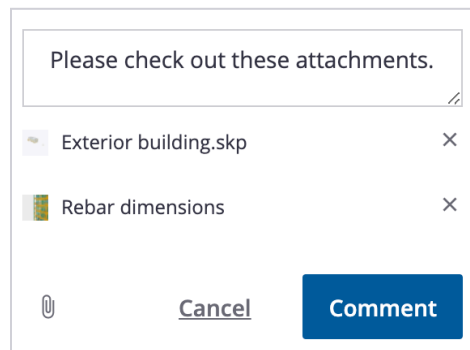 Please check out these attachments.
Exterior building.skp
Rebar dimensions
Cancel Comment